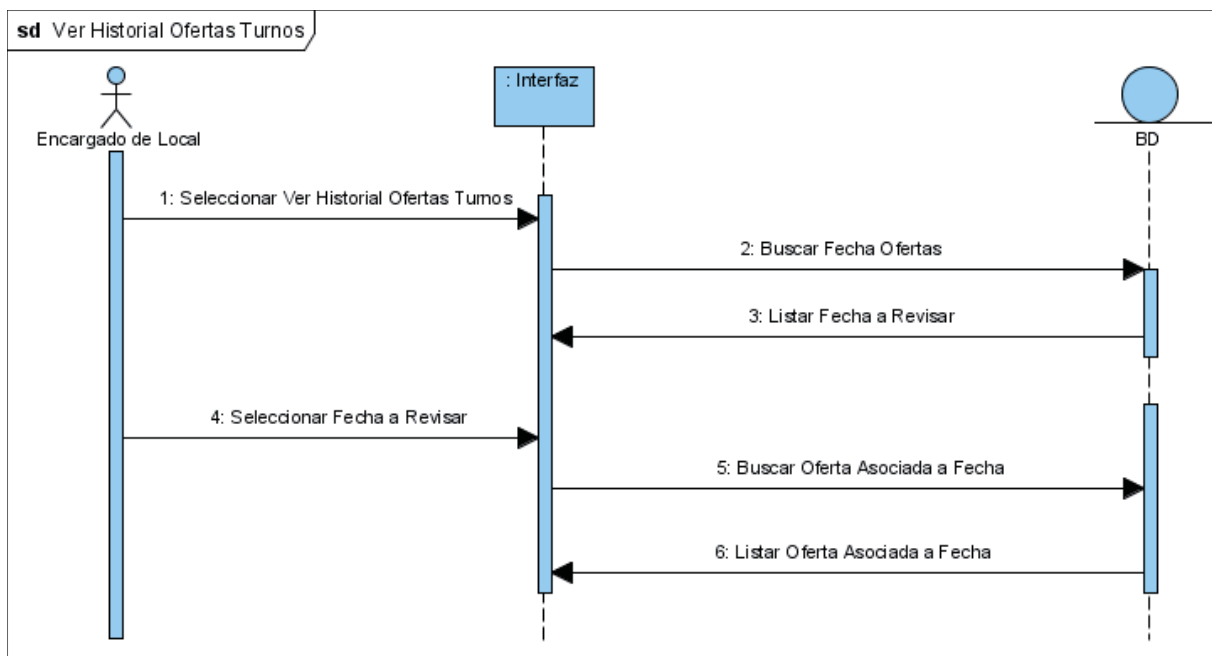 sd Ver Historial Ofertas Turnos
: Interfaz
Encargado de Local
BD
1: Seleccionar Ver Historial Ofertas Turnos
2: Buscar Fecha Ofertas
3: Listar Fecha a Revisar
4: Seleccionar Fecha a Revisar
5: Buscar Oferta Asociada a Fecha
6: Listar Oferta Asociada a Fecha